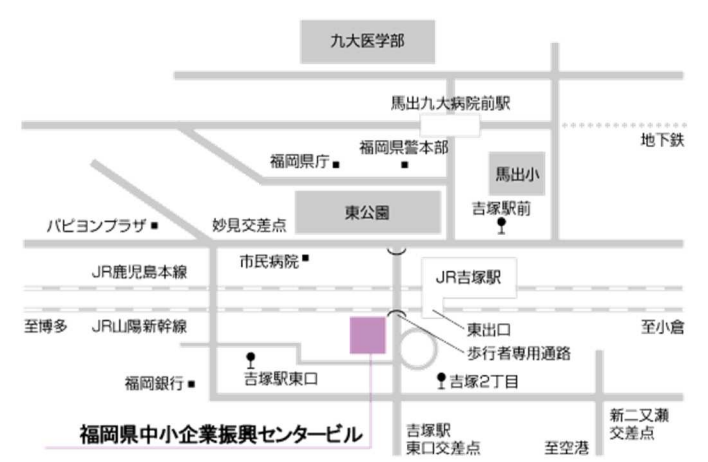 九大医学部
馬出九大病院前駅
地下鉄
福岡県警本部
福岡県庁
馬出小
東公園
吉塚駅前
パピヨンプラザ
妙見交差点
市民病院
JR鹿児島本線
JR吉塚駅
至博多
JR山陽新幹線
東出口
至小倉
歩行者専用通路
吉塚駅東口
福岡銀行
吉塚2丁目
福岡県中小企業振興センタービル
吉塚駅
東口交差点
至空港
新二又瀬
交差点